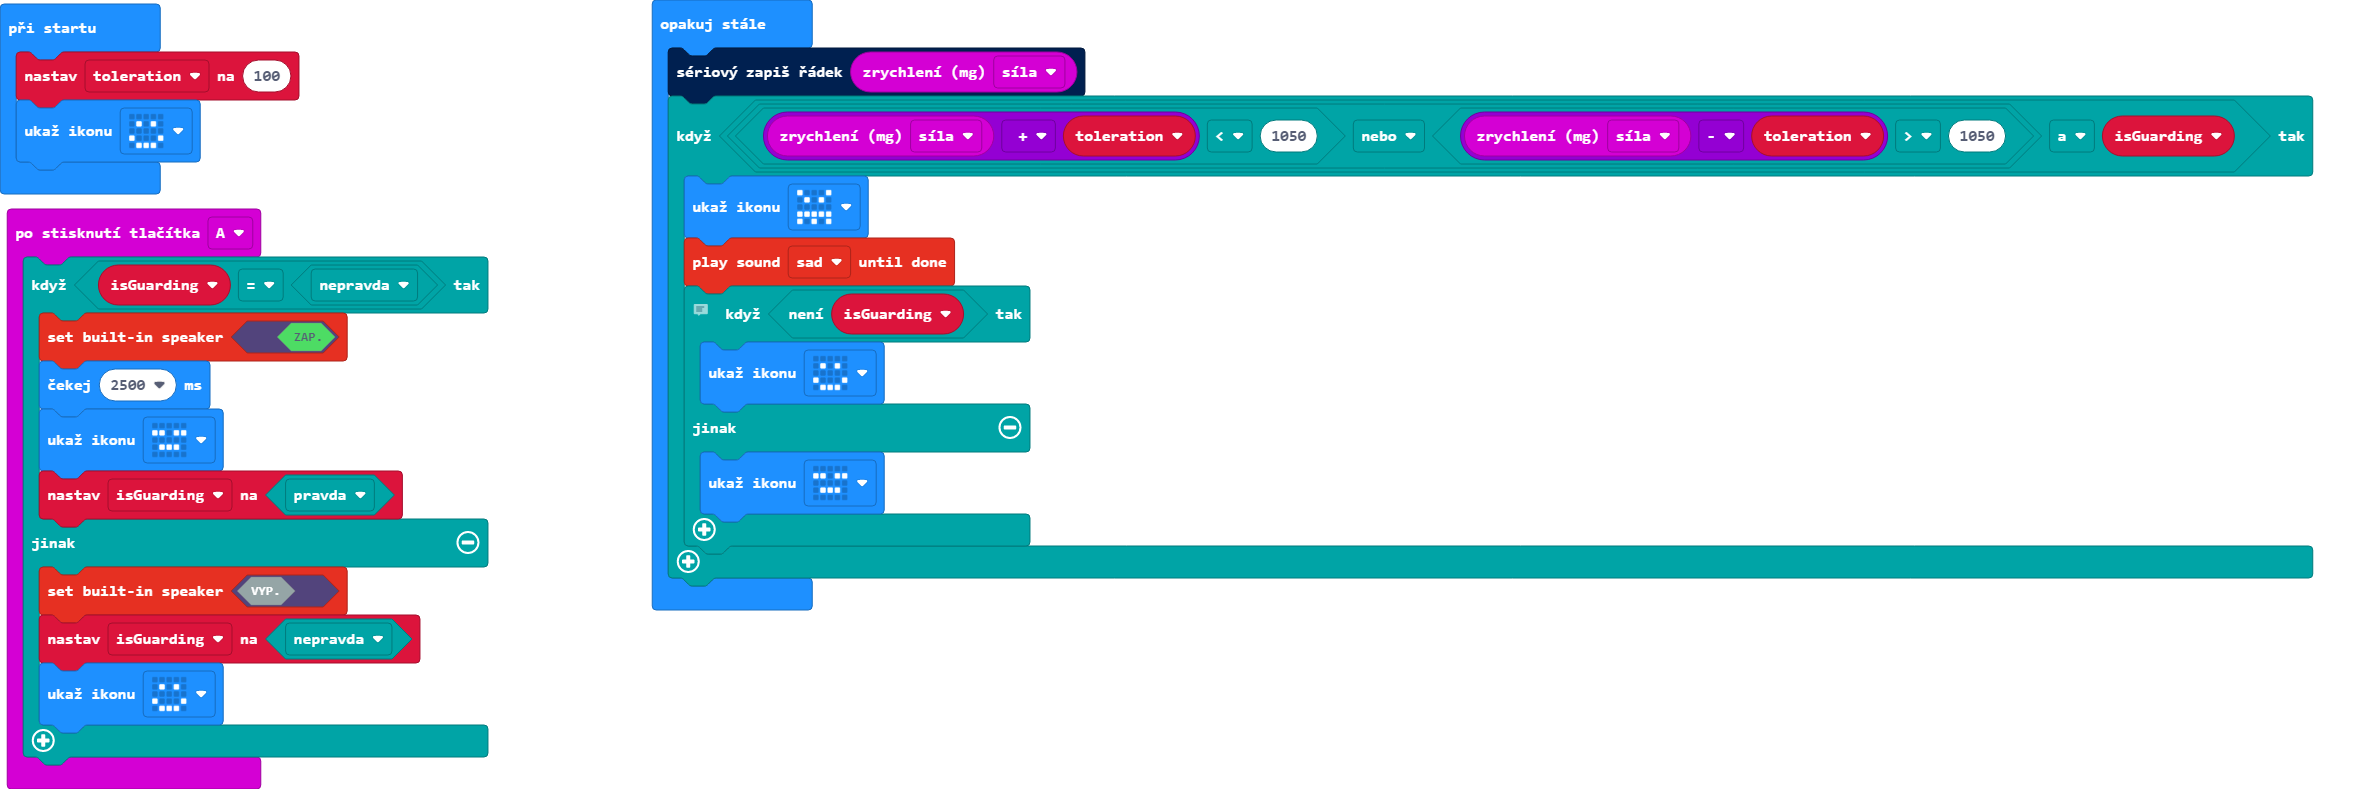 při startu
nastav toleration na 100
ukaž ikonu
po stisknutí tlačítka A
když isGuarding = nepravda tak
set built-in speaker ZAP.
čekej 2500 ms
ukaž ikonu
nastav isGuarding na pravda
jinak
set built-in speaker VYP.
nastav isGuarding na nepravda
ukaž ikonu
opakuj stále
sériový zapiš řádek zrychlení (mg) síla
když zrychlení (mg) síla + toleration < 1050 nebo zrychlení (mg) síla - toleration > 1050 a isGuarding tak
ukaž ikonu
play sound sad until done
když není isGuarding tak
ukaž ikonu
jinak
ukaž ikonu